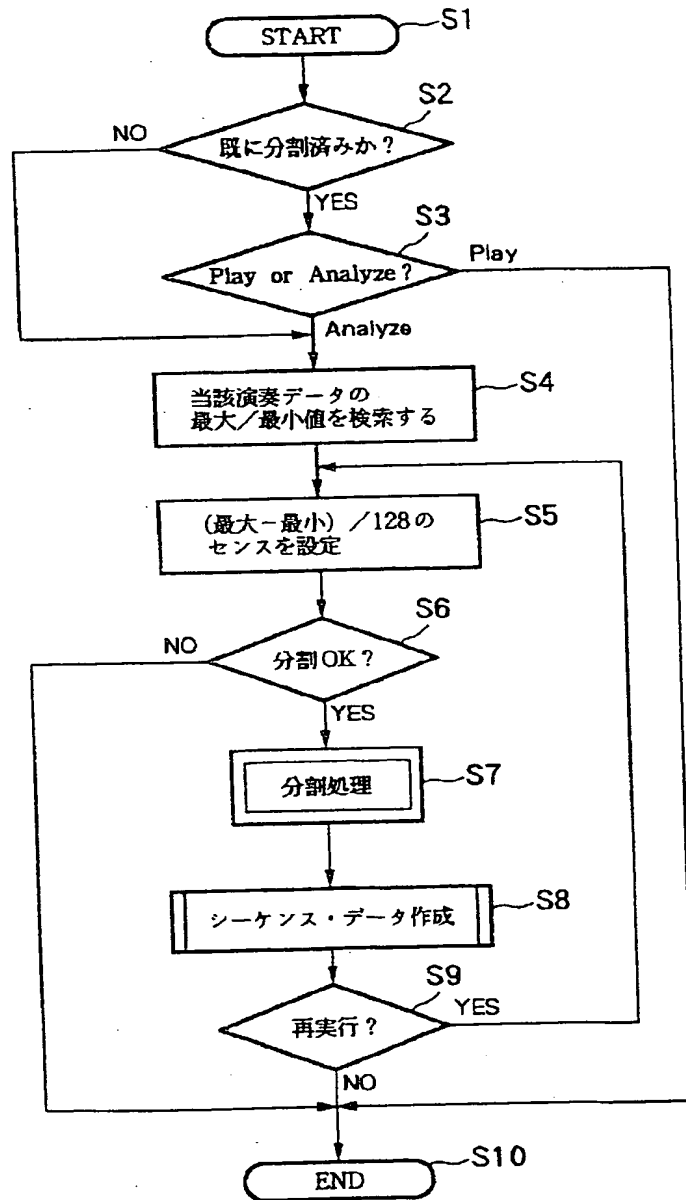 START
S1
S2
NO
既に分割済みか?
YES
S3
Play or Analyze?
Play
Analyze
S4
当該演奏データの
最大/最小値を検索する
S5
(最大-最小)/128の
センスを設定
S6
NO
分割OK?
YES
分割処理
S7
シーケンス・データ作成
S8
S9
再実行?
YES
NO
S10
END